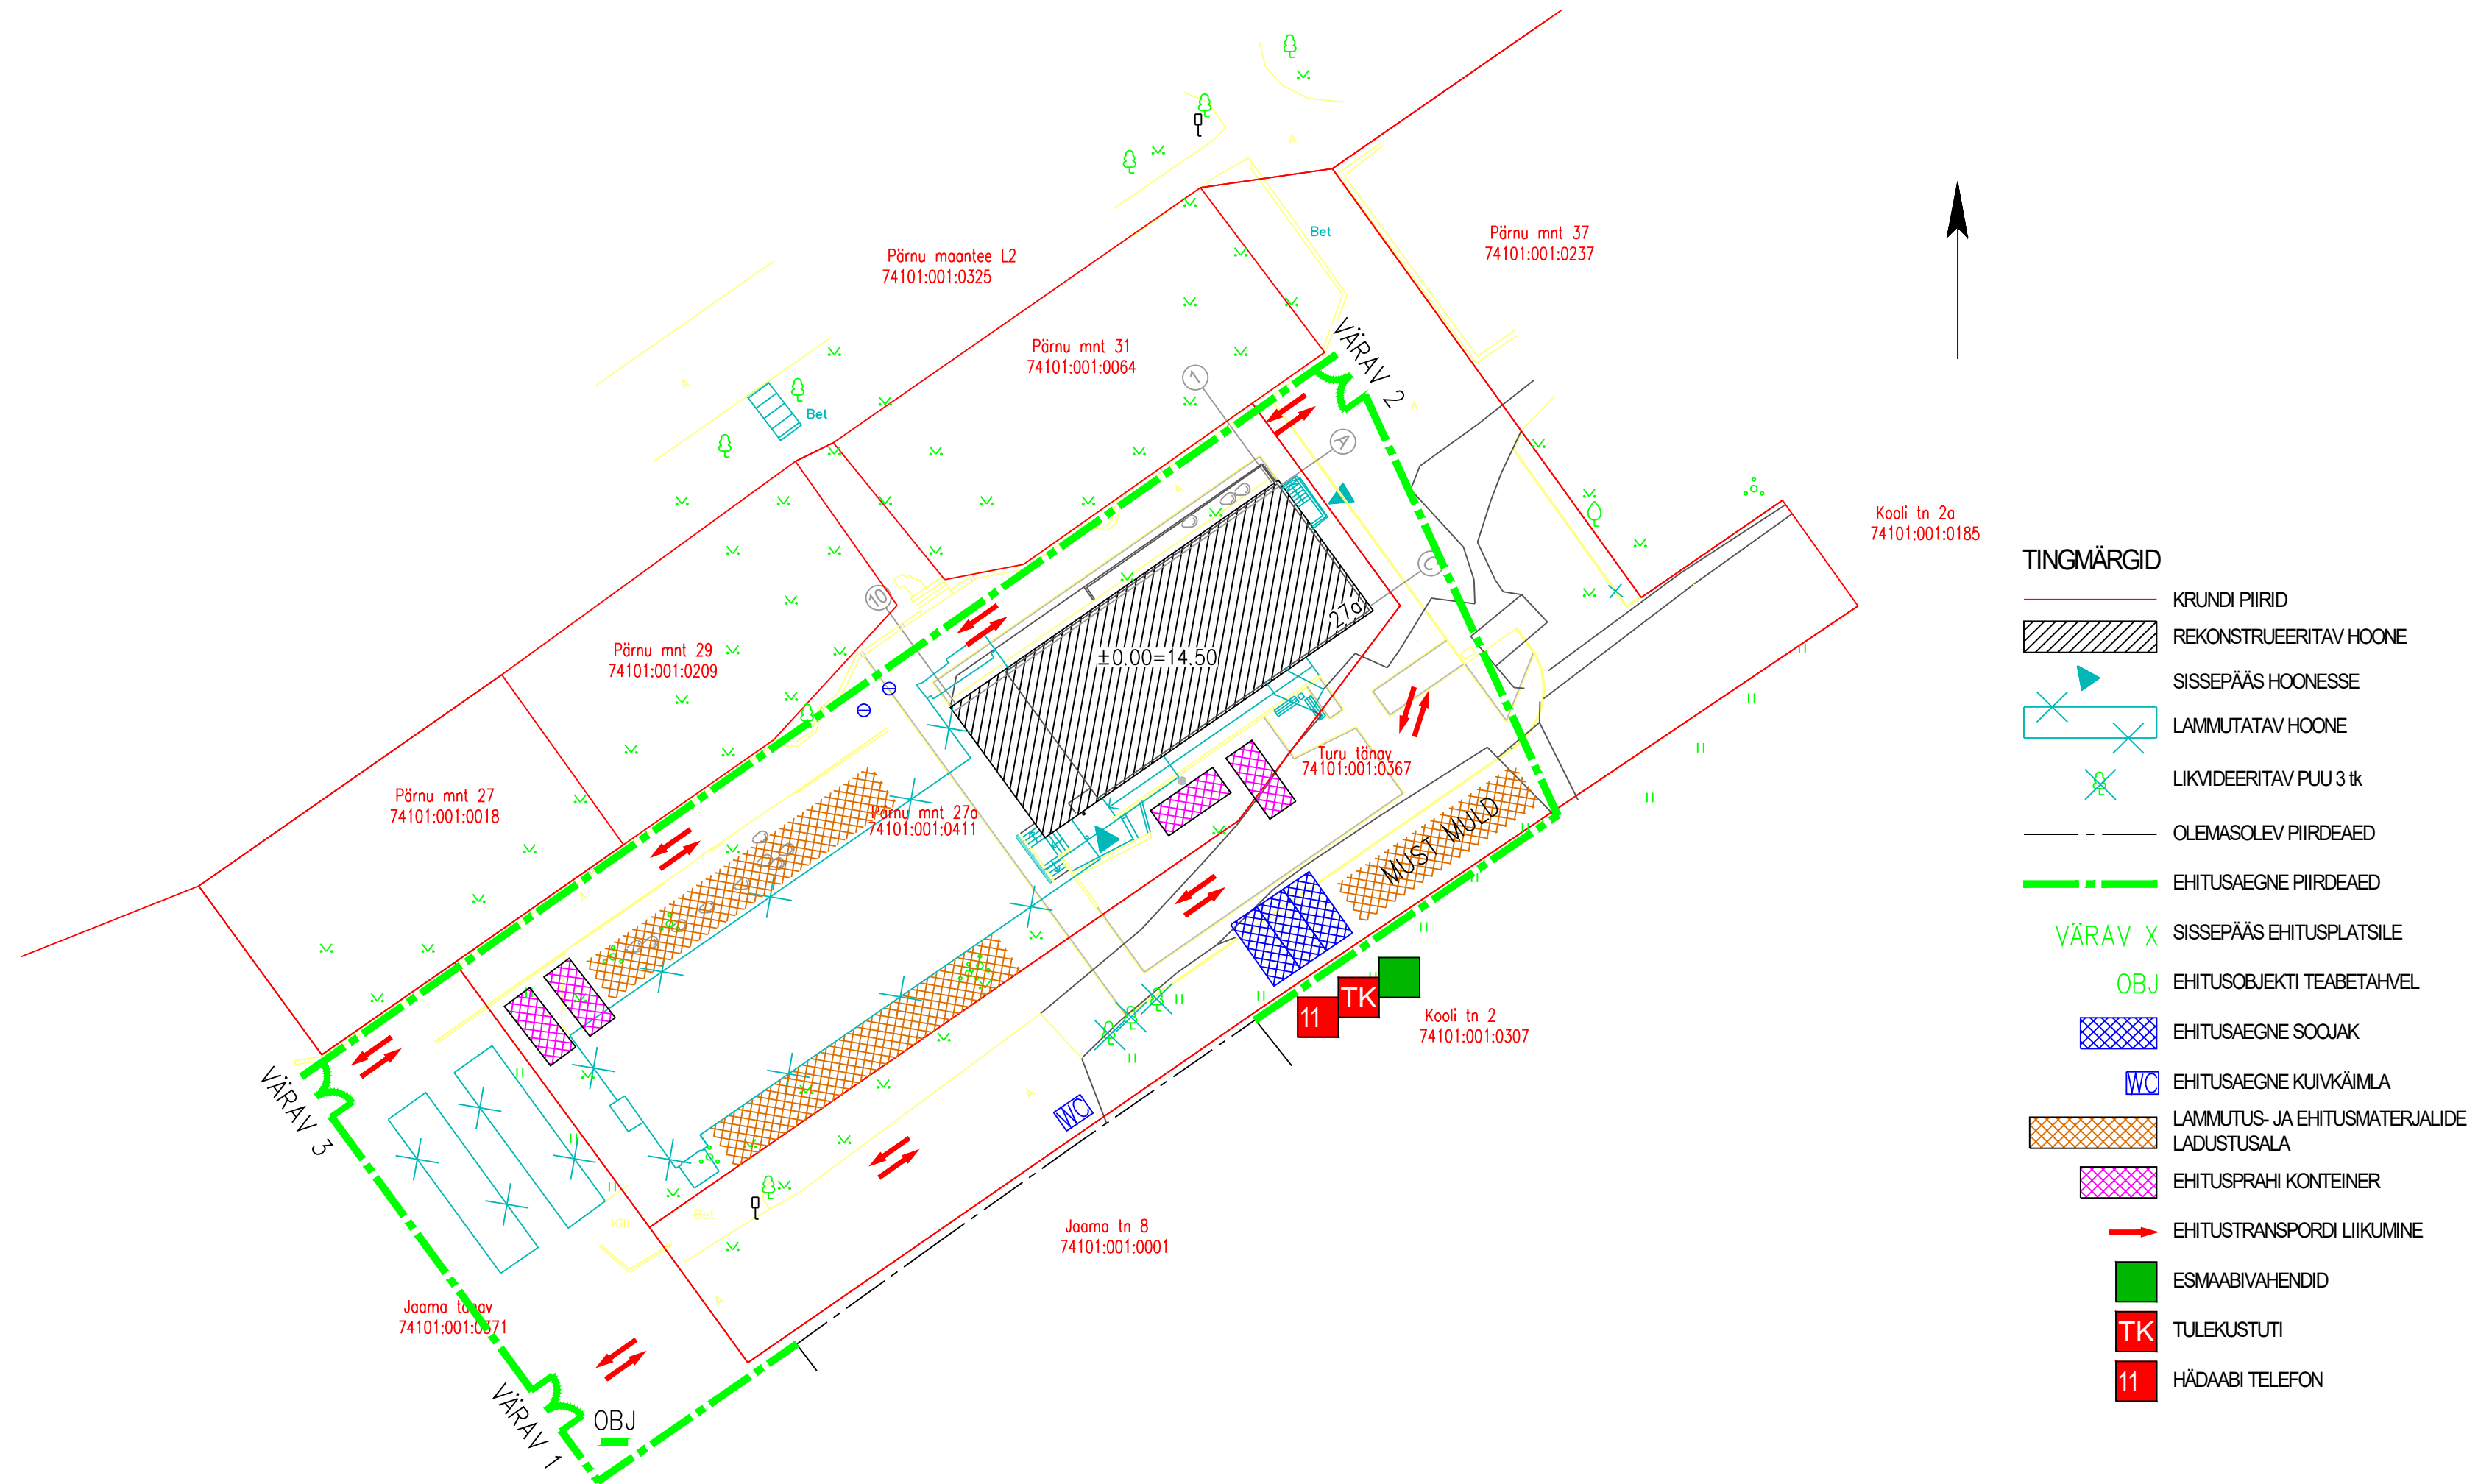 A
A
Bet
Pärnu mnt 37
74101:001:0237
Pärnu maantee L2
74101:001:0325
Pärnu mnt 31
74101:001:0064
VÄRAV 2
1
A
A
Bet
A
A
Kooli tn 2a
74101:001:0185
C
10
27a
±0.00=14.50
Pärnu mnt 29
74101:001:0209
Turu tänav
74101:001:0367
Pärnu mnt 27
74101:001:0018
Pärnu mnt 27a
74101:001:0411
MUST MULD
A
TK
11
Kooli tn 2
74101:001:0307
VÄRAV 3
WC
A
Kill
Bet
Jaama tn 8
74101:001:0001
A
Jaama tänav
74101:001:0371
VÄRAV 1
OBJ
TINGMÄRGID
KRUNDI PIIRID
REKONSTRUEERITAV HOONE
SISSEPÄÄS HOONESSE
LAMMUTATAV HOONE
LIKVIDEERITAV PUU 3 tk
OLEMASOLEV PIIRDEAED
EHITUSAEGNE PIIRDEAED
VÄRAV X SISSEPÄÄS EHITUSPLATSILE
OBJ EHITUSOBJEKTI TEABETAHVEL
EHITUSAEGNE SOOJAK
WC EHITUSAEGNE KUIVKÄIMLA
LAMMUTUS- JA EHITUSMATERJALIDE
LADUSTUSALA
EHITUSPRAHI KONTEINER
EHITUSTRANSPORDI LIIKUMINE
ESMAABIVAHENDID
TK TULEKUSTUTI
11 HÄDAABI TELEFON